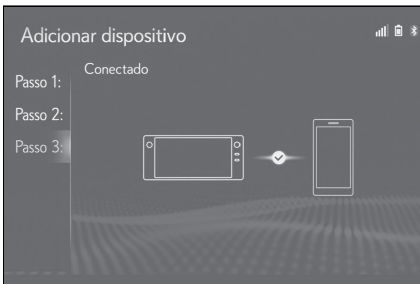 Adicionar dispositivo
Conectado
Passo 1:
Passo 2:
Passo 3: